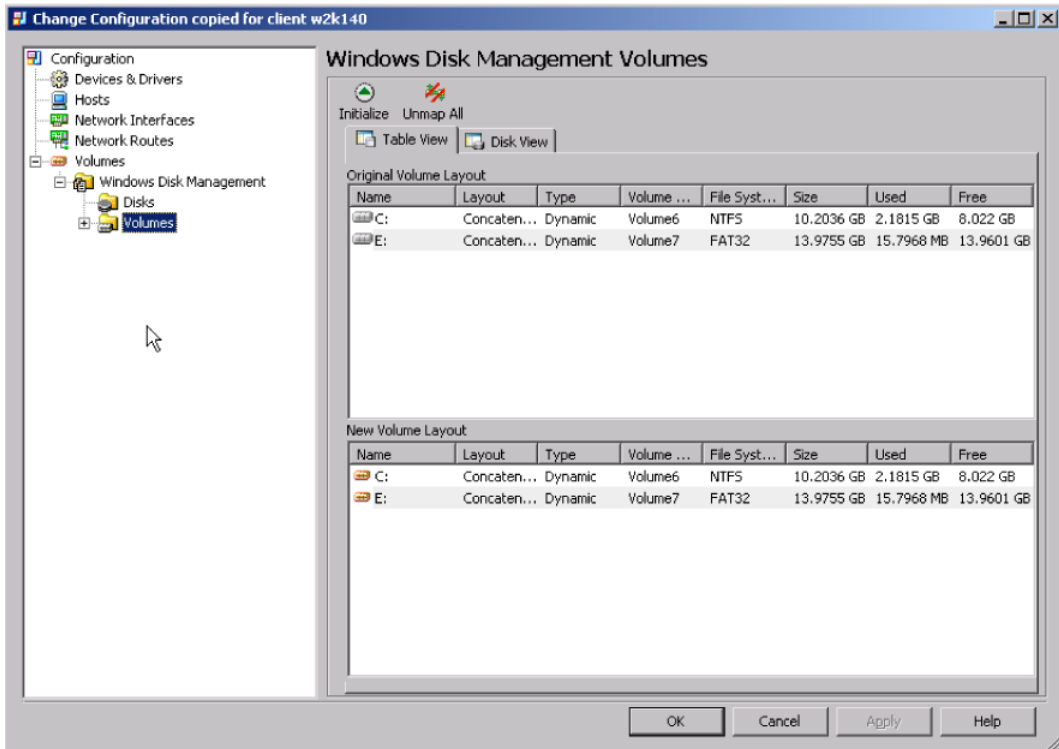 Change Configuration copied for client w2k140
Configuration
Devices & Drivers
Hosts
Network Interfaces
Network Routes
Volumes
Windows Disk Management
Disks
Volumes
Windows Disk Management Volumes
Initialize Unmap All
Table View Disk View
Original Volume Layout
Name Layout Type Volume ... File Syst... Size Used Free
C: Concaten... Dynamic Volume6 NTFS 10.2036 GB 2.1815 GB 8.022 GB
E: Concaten... Dynamic Volume7 FAT32 13.9755 GB 15.7968 MB 13.9601 GB
New Volume Layout
Name Layout Type Volume ... File Syst... Size Used Free
C: Concaten... Dynamic Volume6 NTFS 10.2036 GB 2.1815 GB 8.022 GB
E: Concaten... Dynamic Volume7 FAT32 13.9755 GB 15.7968 MB 13.9601 GB
OK Cancel Apply Help